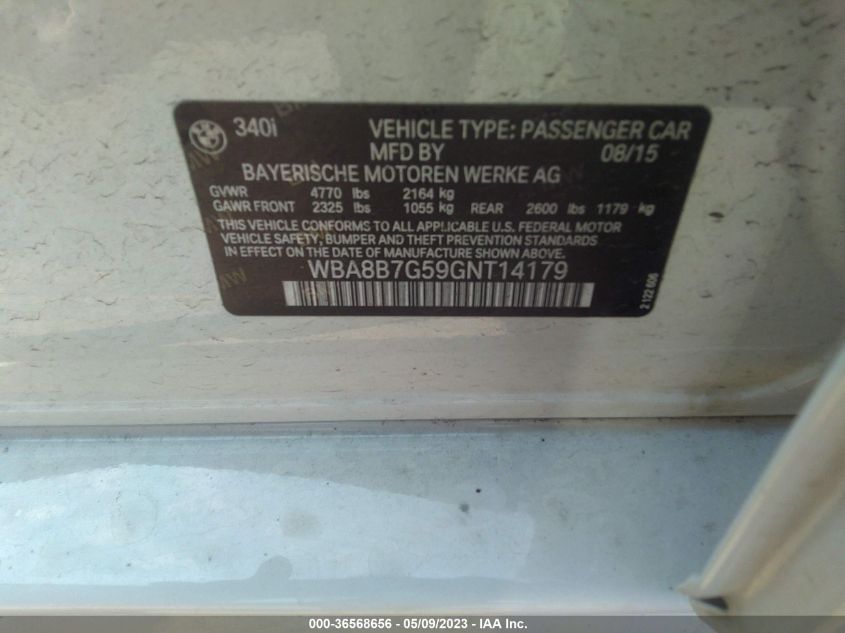 340i VEHICLE TYPE: PASSENGER CAR
MFD BY 08/15
BAYERISCHE MOTOREN WERKE AG
GVWR 4770 lbs 2164 kg
GAWR FRONT 2325 lbs 1055 kg REAR 2600 lbs 1179 kg
THIS VEHICLE CONFORMS TO ALL APPLICABLE U.S. FEDERAL MOTOR
VEHICLE SAFETY, BUMPER AND THEFT PREVENTION STANDARDS
IN EFFECT ON THE DATE OF MANUFACTURE SHOWN ABOVE.
WBA8B7G59GNT14179
2 122 606
000-36568656 - 05/09/2023 - IAA Inc.